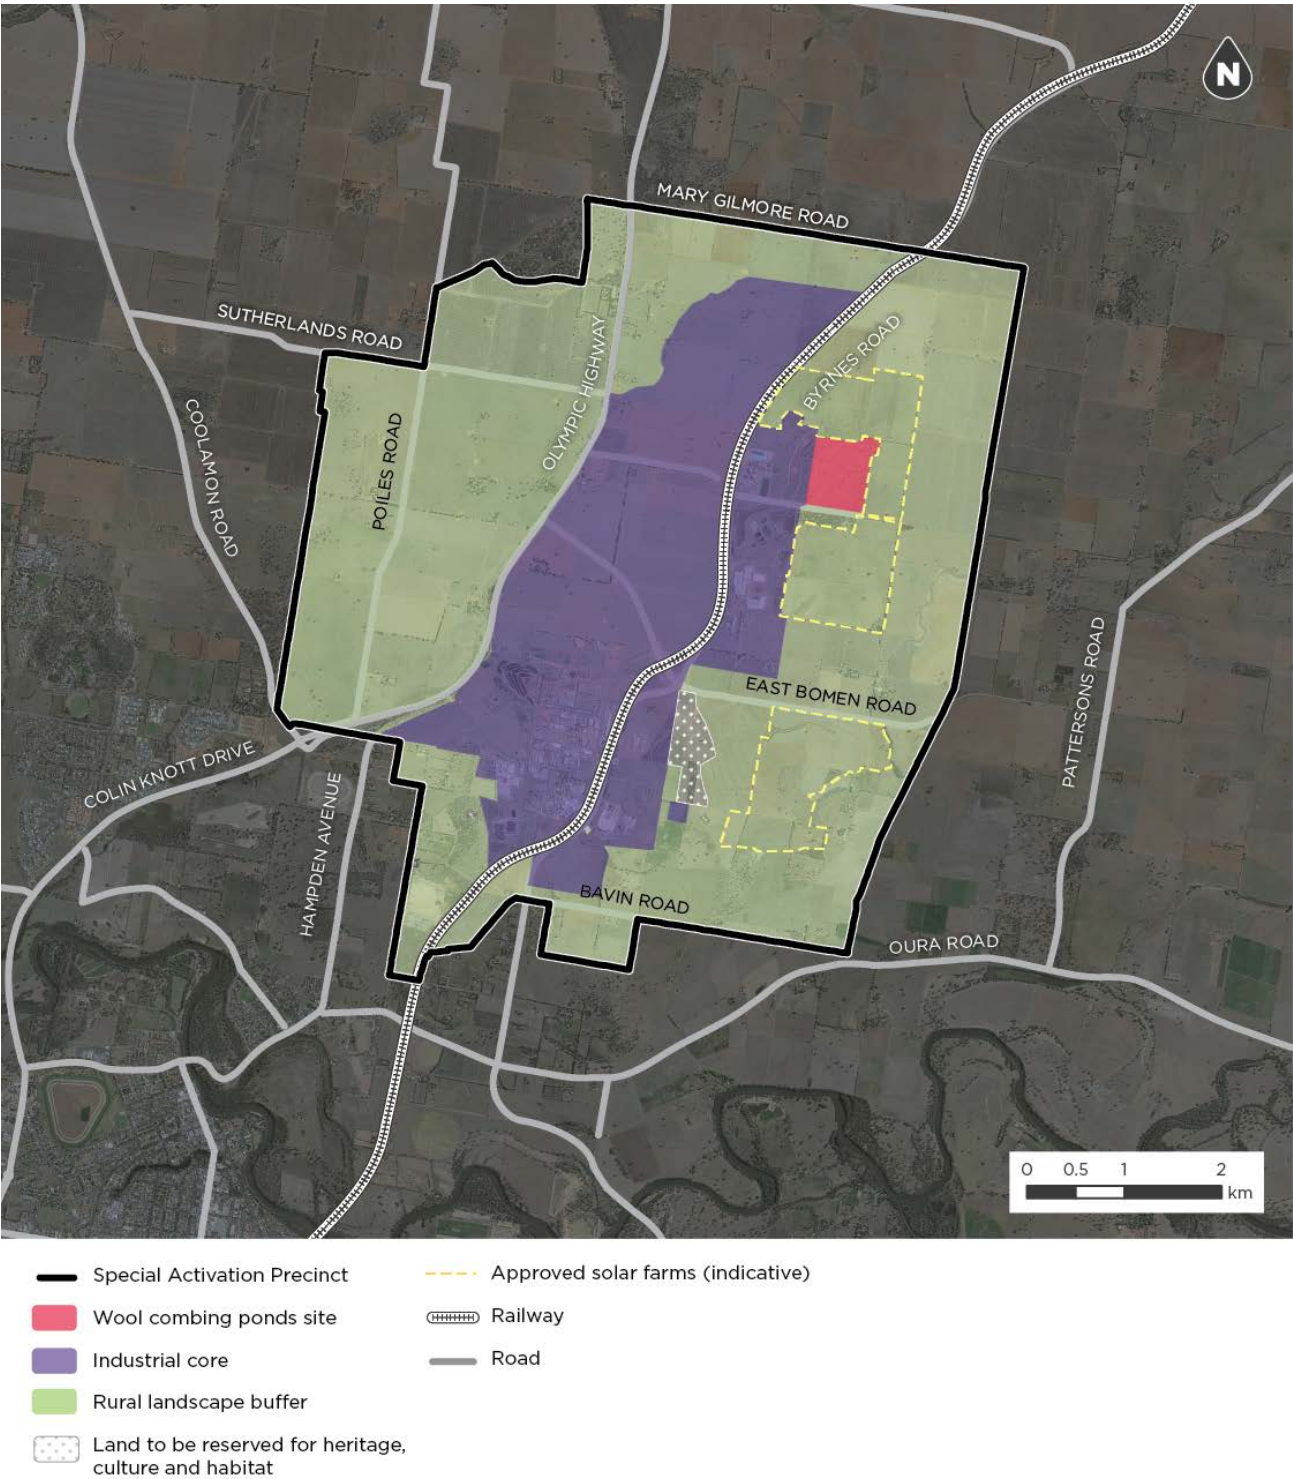 N
MARY GILMORE ROAD
SUTHERLANDS ROAD
BYRNES ROAD
OLYMPIC HIGHWAY
COOLAMON ROAD
POILES ROAD
PATTERSONS ROAD
EAST BOMEN ROAD
COLIN KNOTT DRIVE
HAMPDEN AVENUE
BAVIN ROAD
OURA ROAD
0 0.5 1 2
km
Special Activation Precinct
Wool combing ponds site
Industrial core
Rural landscape buffer
Land to be reserved for heritage,
culture and habitat
Approved solar farms (indicative)
Railway
Road